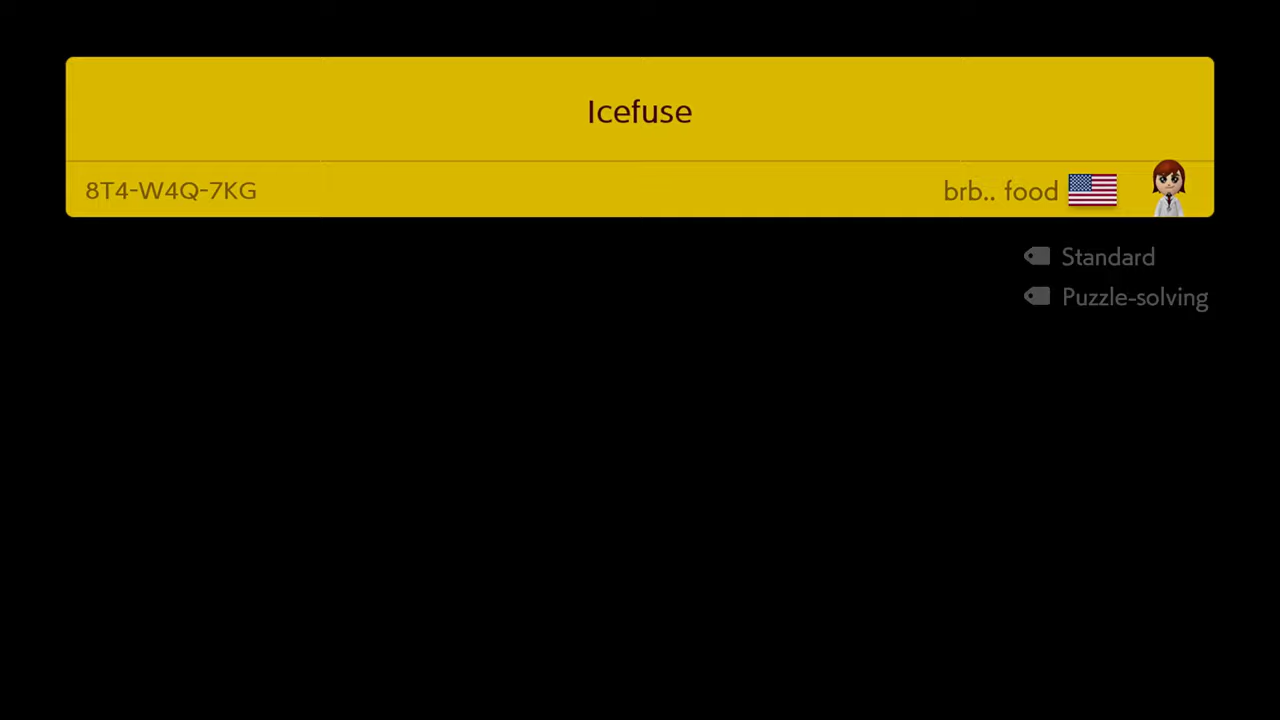 Icefuse
8T4-W4Q-7KG
brb.. food
Standard
Puzzle-solving